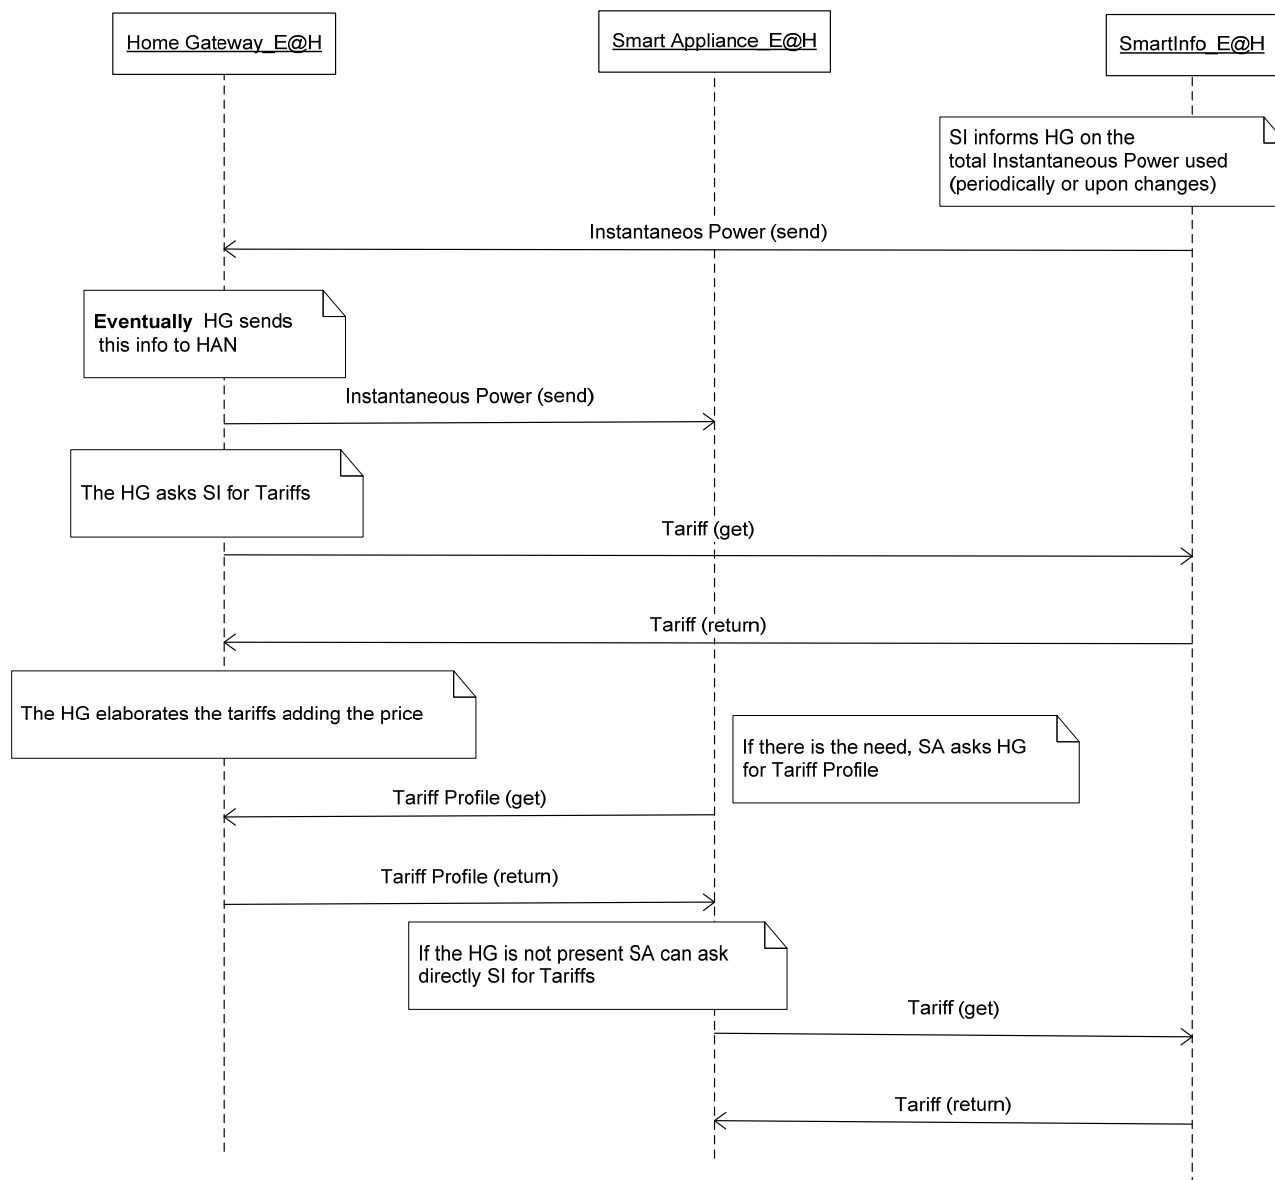 Home Gateway_E@H
Smart Appliance_E@H
SmartInfo_E@H
SI informs HG on the
total Instantaneous Power used
(periodically or upon changes)
Instantaneos Power (send)
Eventually HG sends
this info to HAN
Instantaneous Power (send)
The HG asks SI for Tariffs
Tariff (get)
Tariff (return)
The HG elaborates the tariffs adding the price
If there is the need, SA asks HG
for Tariff Profile
Tariff Profile (get)
Tariff Profile (return)
If the HG is not present SA can ask
directly SI for Tariffs
Tariff (get)
Tariff (return)